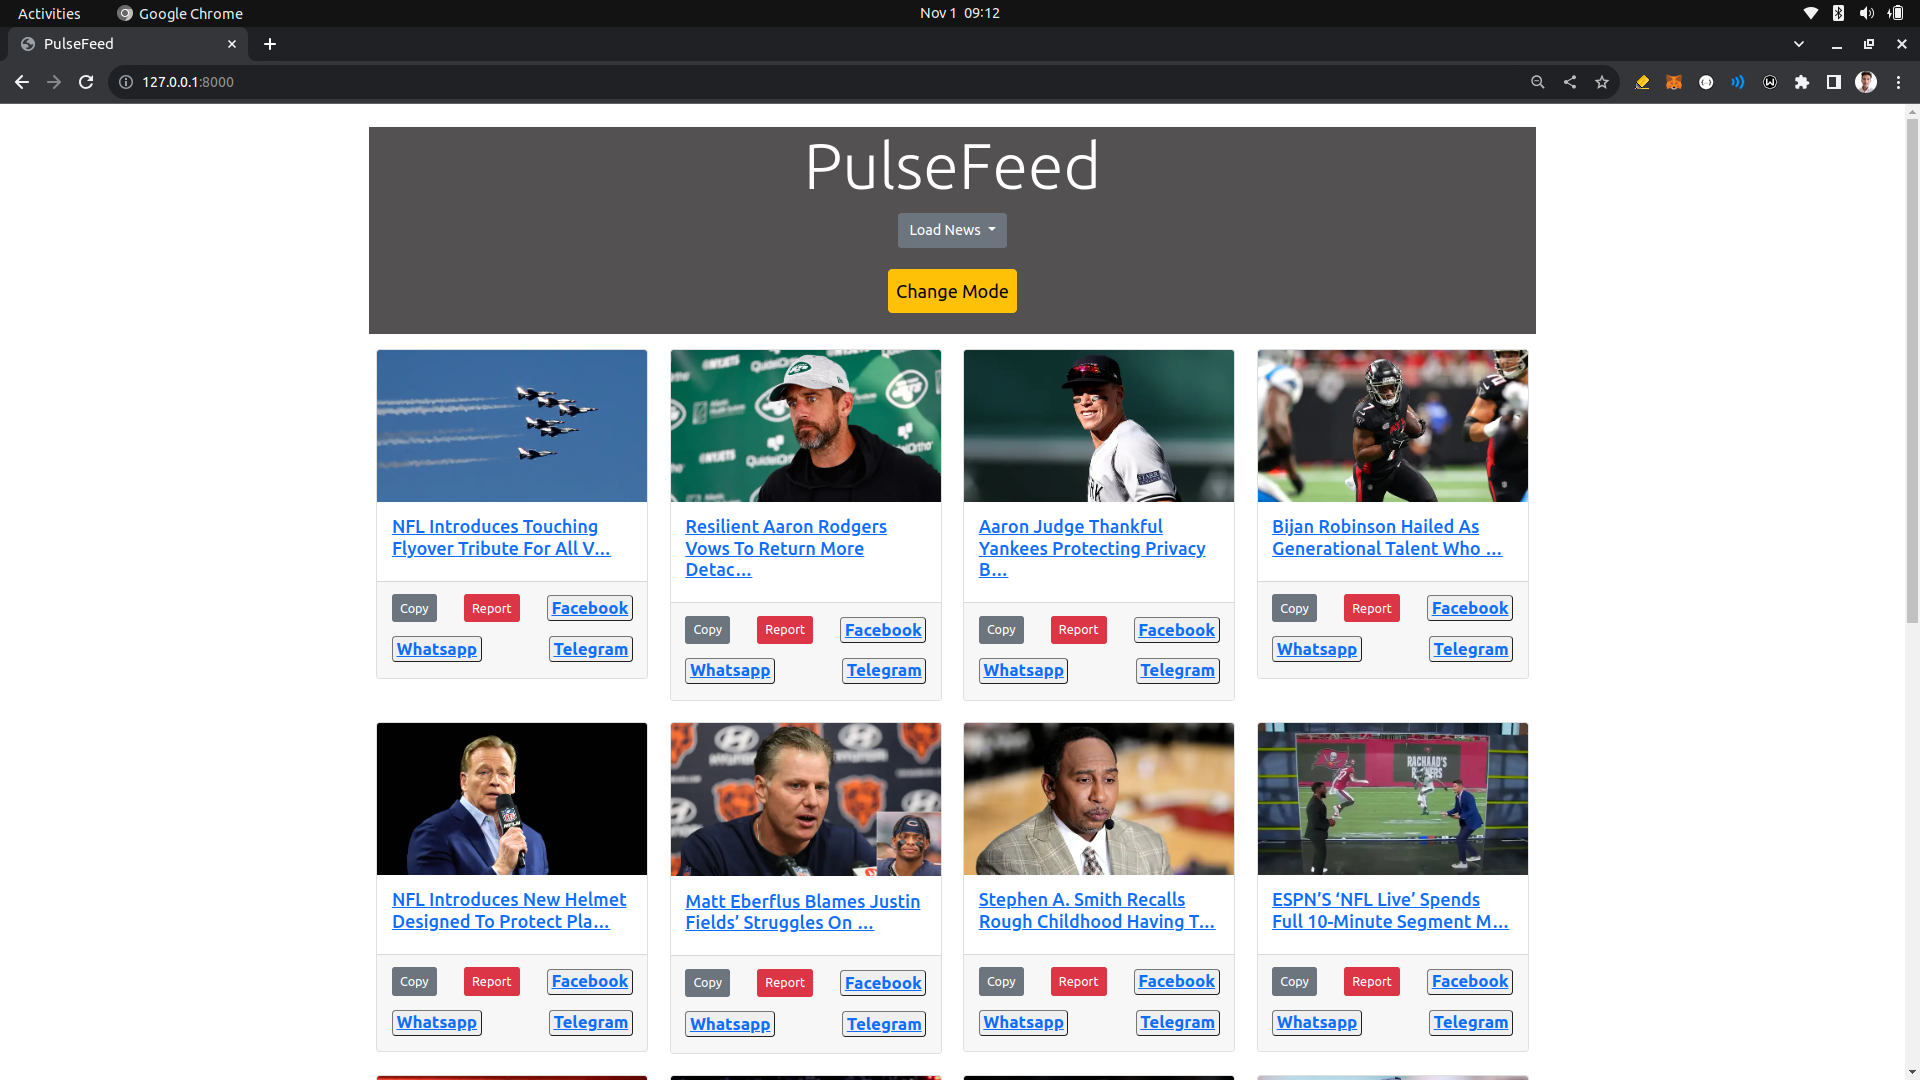 Activities Google Chrome Nov 1 09:12
PulseFeed
127.0.0.1:8000
PulseFeed
Load News
Change Mode
NFL Introduces Touching
Flyover Tribute For All V...
Copy Report Facebook
Whatsapp Telegram
Resilient Aaron Rodgers
Vows To Return More
Detac...
Copy Report Facebook
Whatsapp Telegram
Aaron Judge Thankful
Yankees Protecting Privacy
B...
Copy Report Facebook
Whatsapp Telegram
Bijan Robinson Hailed As
Generational Talent Who ...
Copy Report Facebook
Whatsapp Telegram
NFL Introduces New Helmet
Designed To Protect Pla...
Copy Report Facebook
Whatsapp Telegram
HYUNDAI
Matt Eberflus Blames Justin
Fields’ Struggles On ...
Copy Report Facebook
Whatsapp Telegram
Stephen A. Smith Recalls
Rough Childhood Having T...
Copy Report Facebook
Whatsapp Telegram
RACHAAD'S
ESPN’S ‘NFL Live’ Spends
Full 10-Minute Segment M...
Copy Report Facebook
Whatsapp Telegram